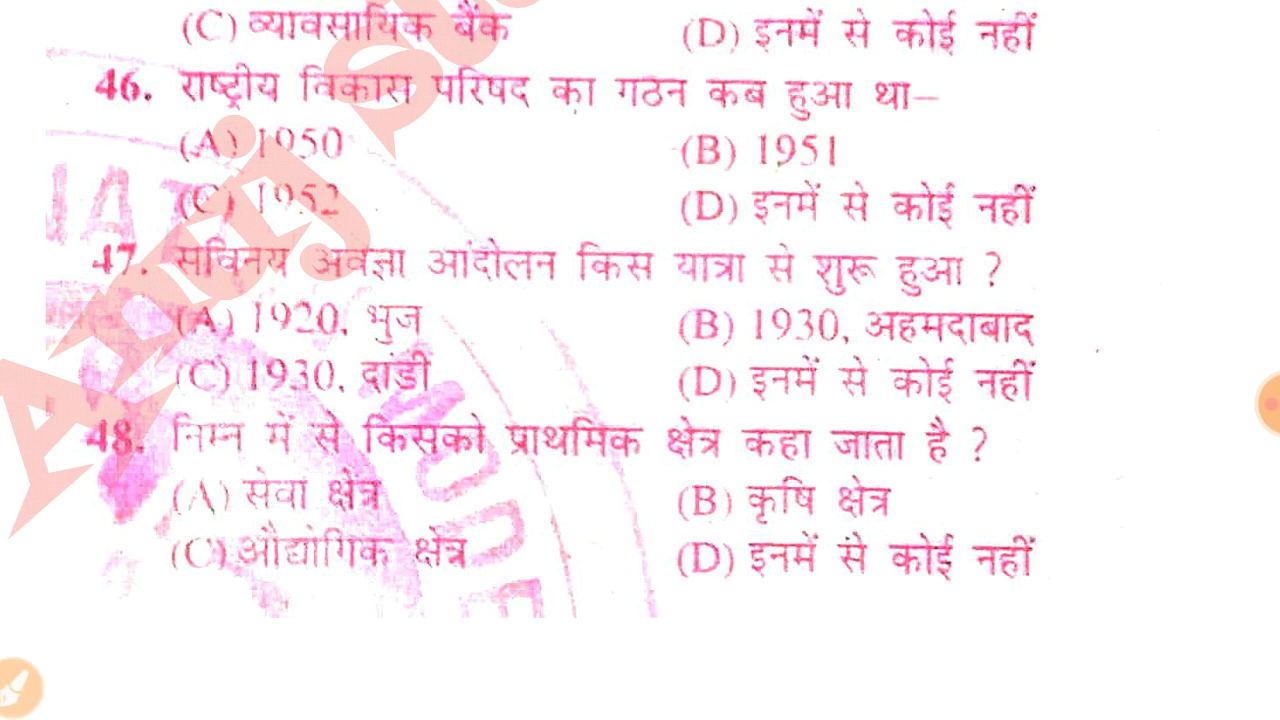 (C) व्यावसायिक बैंक (D) इनमें से कोई नहीं
46. राष्ट्रीय विकास परिषद का गठन कब हुआ था–
(A) 1950 (B) 1951
(C) 1952 (D) इनमें से कोई नहीं
47. सविनय अवज्ञा आंदोलन किस यात्रा से शुरू हुआ ?
(A) 1920, भुज (B) 1930, अहमदाबाद
(C) 1930, दांडी (D) इनमें से कोई नहीं
48. निम्न में से किसको प्राथमिक क्षेत्र कहा जाता है ?
(A) सेवा क्षेत्र (B) कृषि क्षेत्र
(C) औद्योगिक क्षेत्र (D) इनमें से कोई नहीं